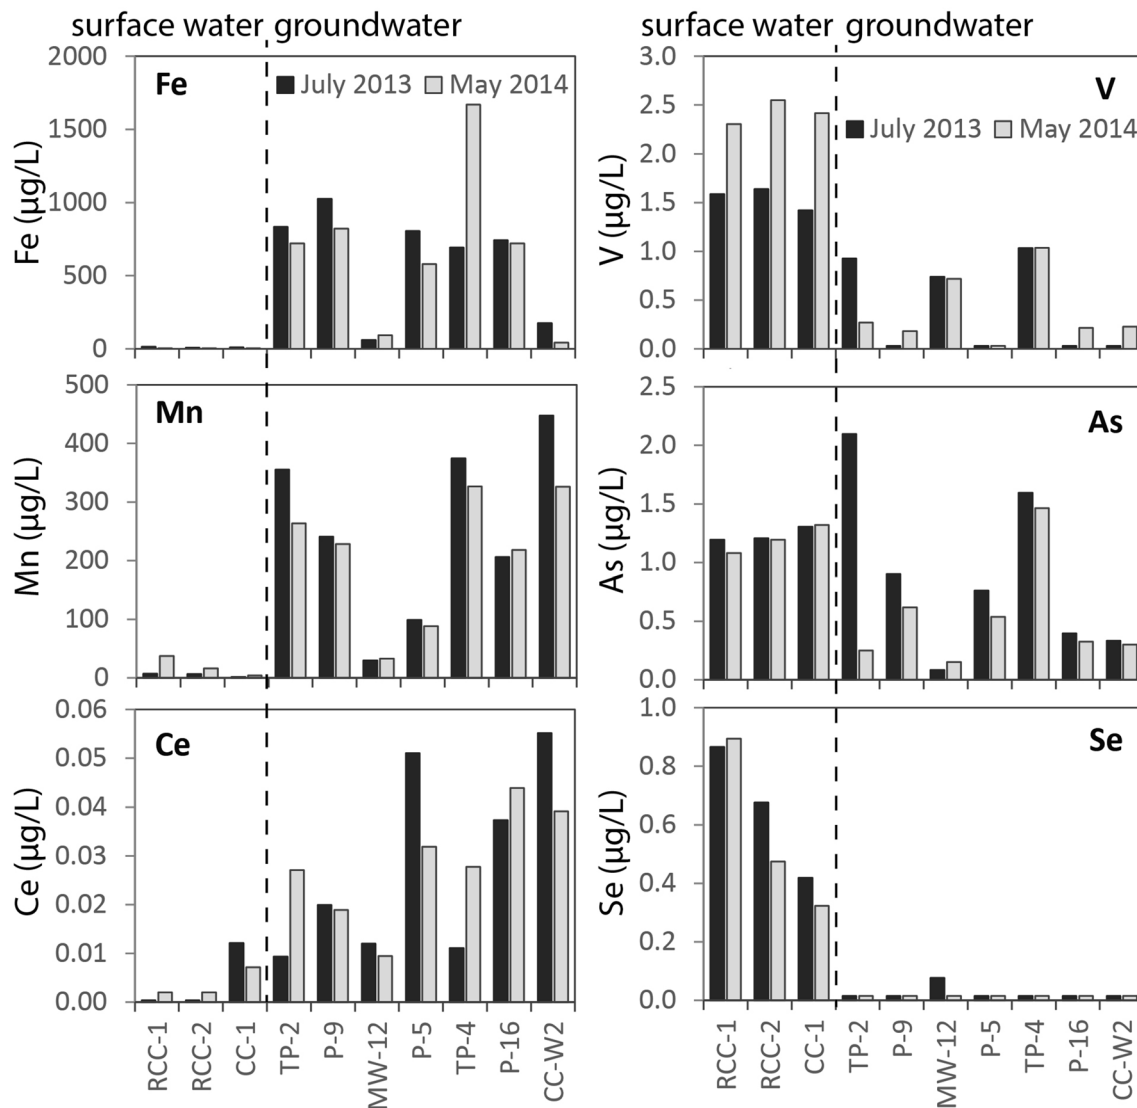 surface water groundwater
surface water groundwater
Fe (µg/L)
2000
1500
1000
500
0
Fe
July 2013
May 2014
V (µg/L)
3.0
2.5
2.0
1.5
1.0
0.5
0.0
V
July 2013
May 2014
Mn (µg/L)
500
400
300
200
100
0
Mn
As (µg/L)
2.5
2.0
1.5
1.0
0.5
0.0
As
Ce (µg/L)
0.06
0.05
0.04
0.03
0.02
0.01
0.00
Ce
RCC-1
RCC-2
CC-1
TP-2
P-9
MW-12
P-5
TP-4
P-16
CC-W2
Se (µg/L)
1.0
0.8
0.6
0.4
0.2
0.0
Se
RCC-1
RCC-2
CC-1
TP-2
P-9
MW-12
P-5
TP-4
P-16
CC-W2